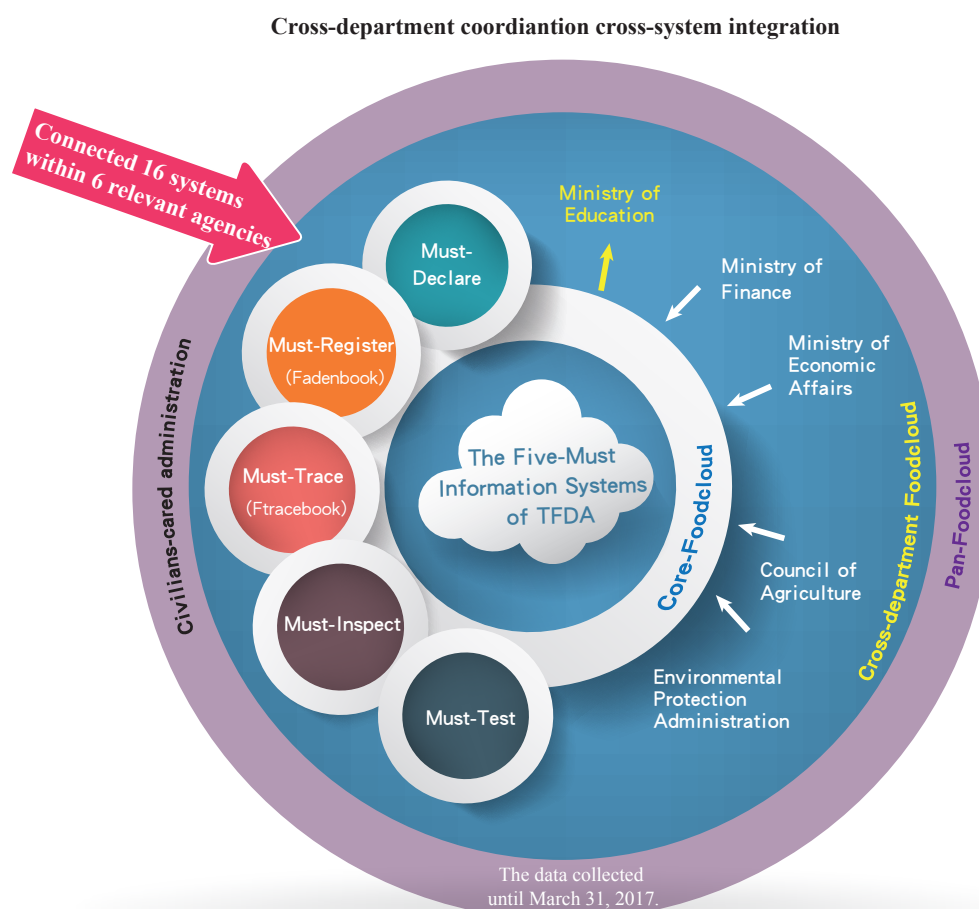 Cross-department coordiantion cross-system integration
Connected 16 systems
within 6 relevant agencies
Ministry of
Education
Must-
Declare
Ministry of
Finance
Must-Register
(Fadenbook)
Ministry of
Economic
Affairs
Civilians-cared administration
Must-Trace
(Ftracebook)
The Five-Must
Information Systems
of TFDA
Core-Foodcloud
Cross-department Foodcloud
Pan-Foodcloud
Council of
Agriculture
Must-Inspect
Environmental
Protection
Administration
Must-Test
The data collected
until March 31, 2017.